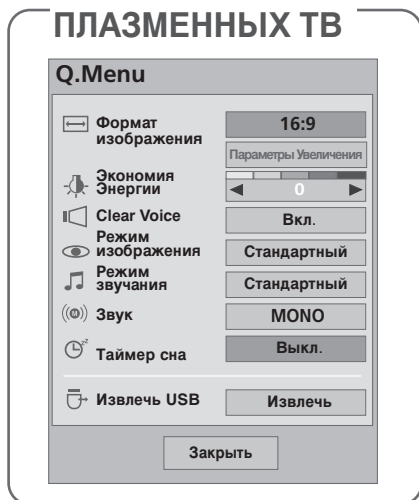 ПЛАЗМЕННЫХ ТВ
Q.Menu
Формат
изображения
16:9
Параметры Увеличения
Экономия
Энергии
0
Clear Voice
Вкл.
Режим
изображения
Стандартный
Режим
звучания
Стандартный
Звук
MONO
Таймер сна
Выкл.
Извлечь USB
Извлечь
Закрыть